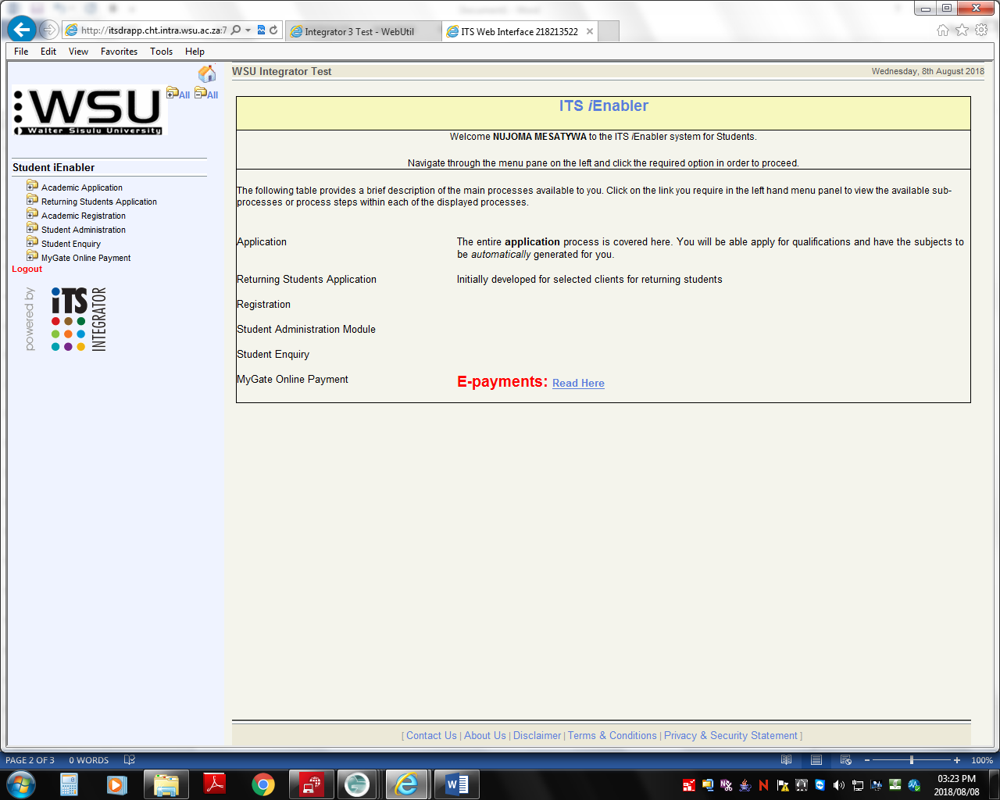 http://itsdrapp.cht.intra.wsu.ac.za:7
Integrator 3 Test - WebUtil
ITS Web Interface 218213522
File Edit View Favorites Tools Help
All All
WSU
Walter Sisulu University
Student iEnabler
Academic Application
Returning Students Application
Academic Registration
Student Administration
Student Enquiry
MyGate Online Payment
Logout
powered by
iTS
INTEGRATOR
WSU Integrator Test
Wednesday, 8th August 2018
ITS iEnabler
Welcome NUJOMA MESATYWA to the ITS iEnabler system for Students.
Navigate through the menu pane on the left and click the required option in order to proceed.
The following table provides a brief description of the main processes available to you. Click on the link you require in the left hand menu panel to view the available sub-
processes or process steps within each of the displayed processes.
Application
The entire application process is covered here. You will be able apply for qualifications and have the subjects to
be automatically generated for you.
Returning Students Application
Initially developed for selected clients for returning students
Registration
Student Administration Module
Student Enquiry
MyGate Online Payment
E-payments: Read Here
[ Contact Us | About Us | Disclaimer | Terms & Conditions | Privacy & Security Statement ]
PAGE 2 OF 3 0 WORDS
100%
03:23 PM
2018/08/08